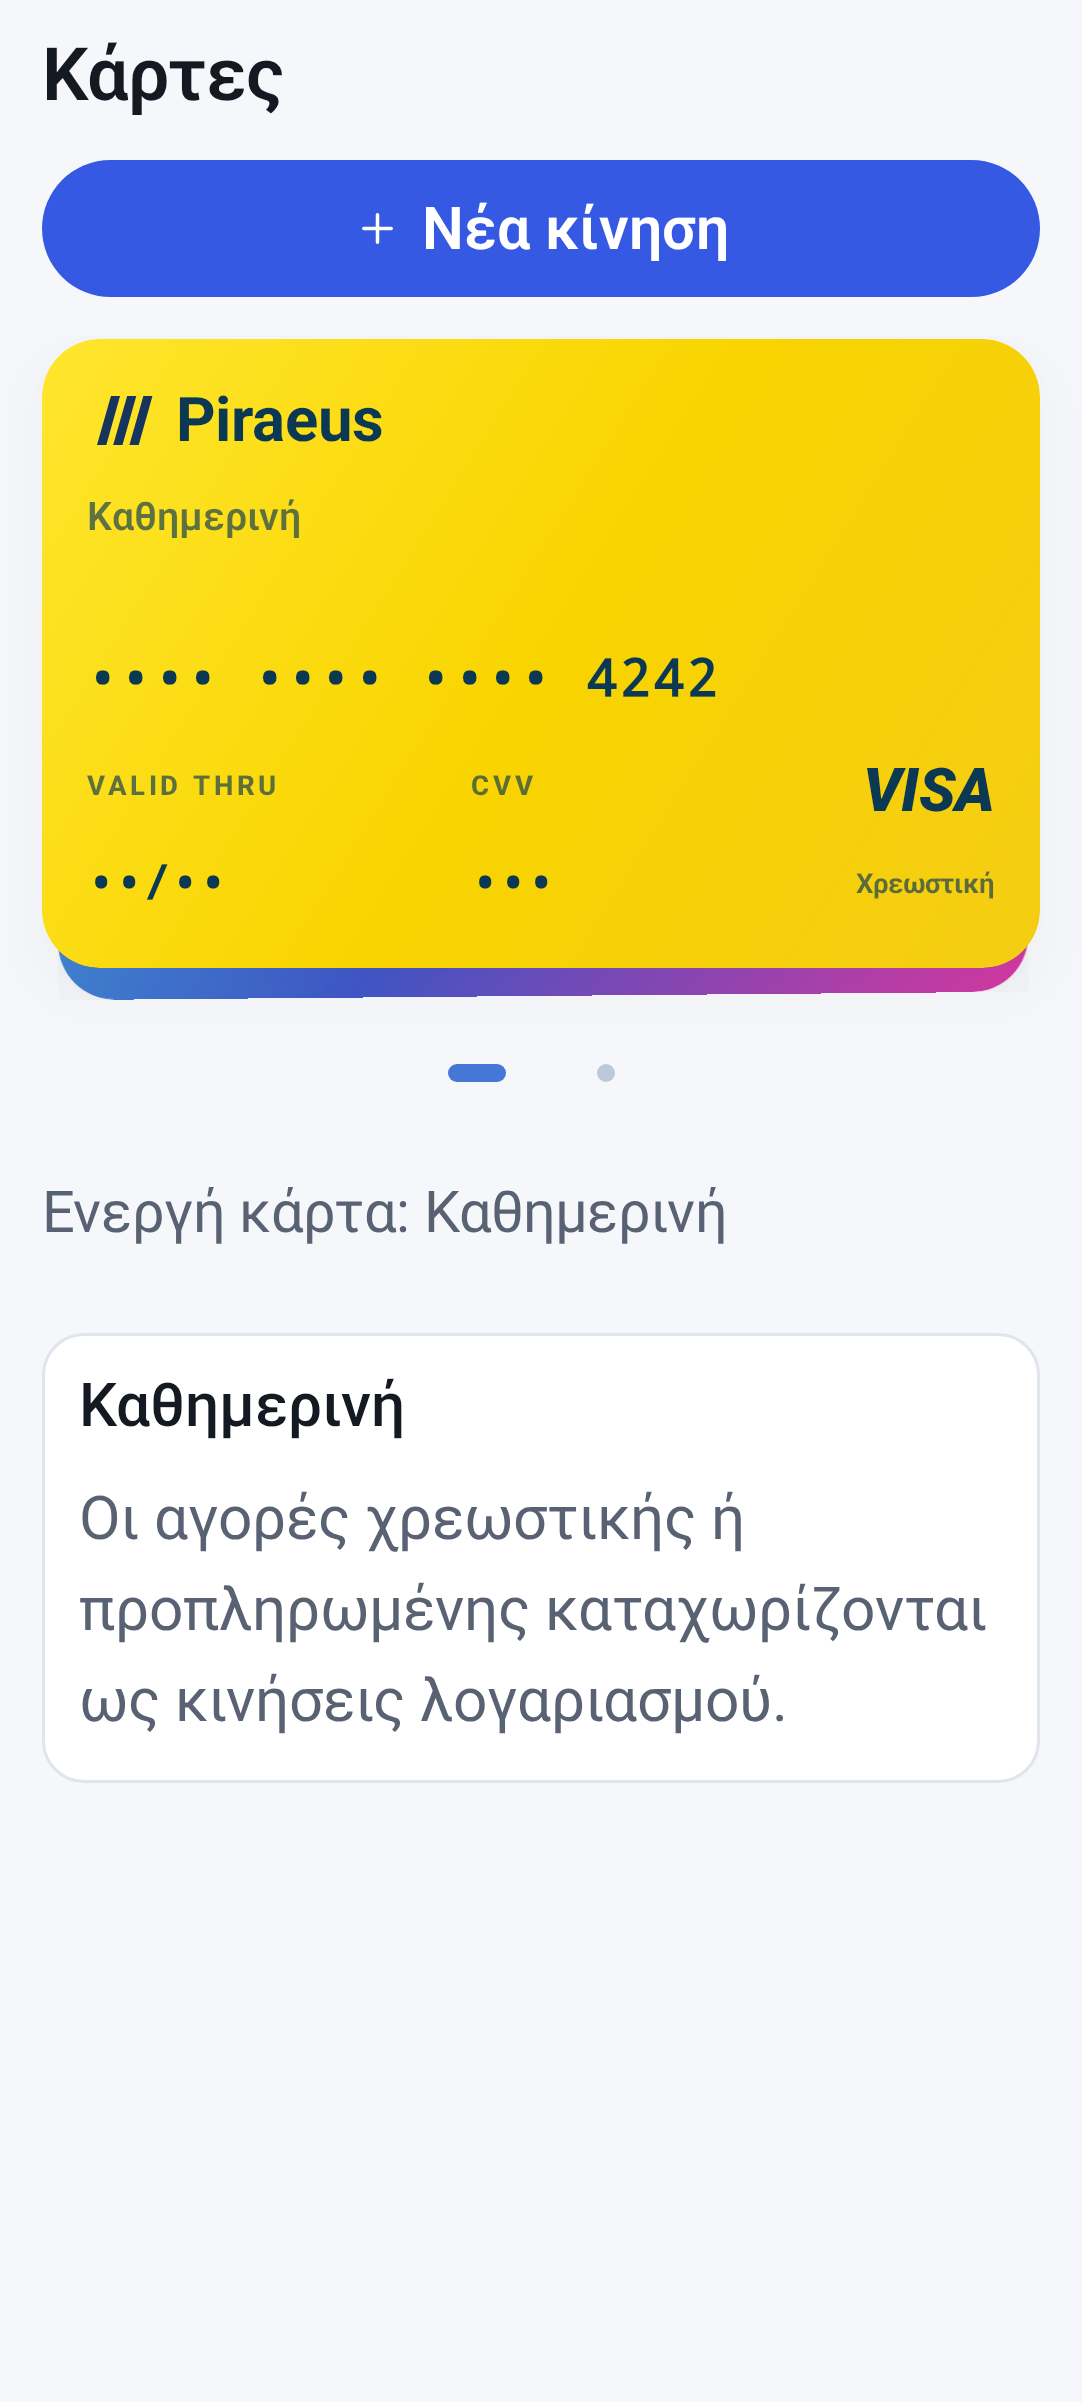 Κάρτες
+ Νέα κίνηση
Piraeus
Καθημερινή
•••• •••• •••• 4242
VALID THRU CVV VISA
••/•• ••• Χρεωστική
Ενεργή κάρτα: Καθημερινή
Καθημερινή
Οι αγορές χρεωστικής ή
προπληρωμένης καταχωρίζονται
ως κινήσεις λογαριασμού.